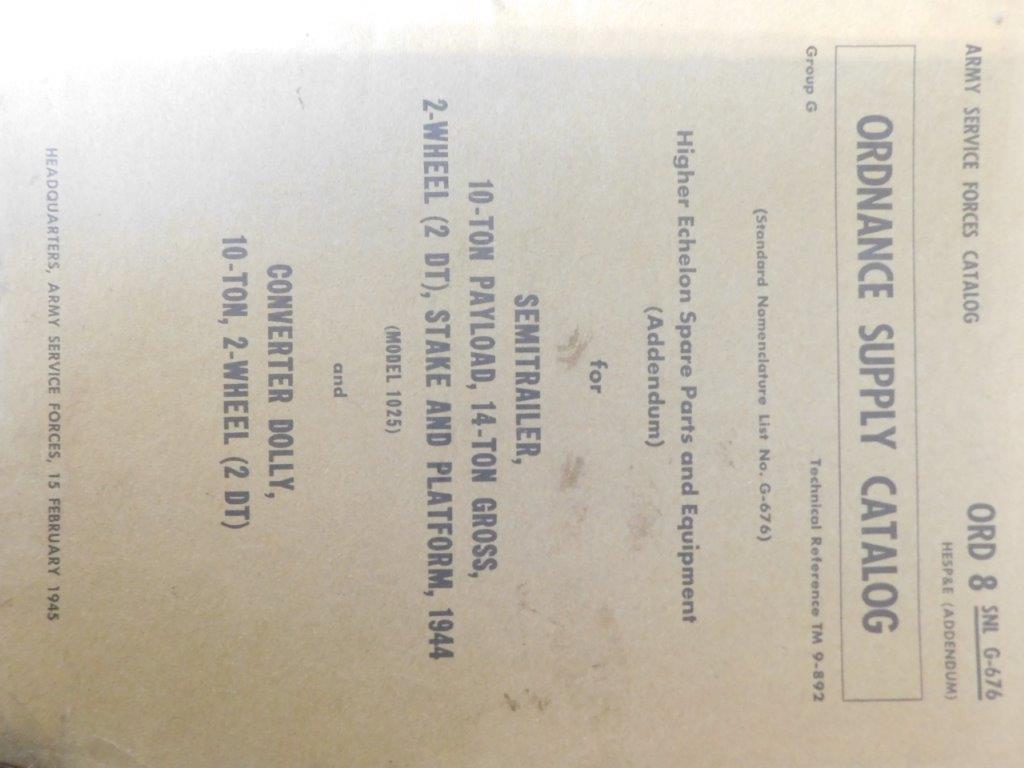 ARMY SERVICE FORCES CATALOG
ORD 8 SNL G-676
HESP&E (ADDENDUM)
ORDNANCE SUPPLY CATALOG
Group G
Technical Reference TM 9-892
(Standard Nomenclature List No. G-676)
Higher Echelon Spare Parts and Equipment
(Addendum)
for
SEMITRAILER,
10-TON PAYLOAD, 14-TON GROSS,
2-WHEEL (2 DT), STAKE AND PLATFORM, 1944
(MODEL 1025)
and
CONVERTER DOLLY,
10-TON, 2-WHEEL (2 DT)
HEADQUARTERS, ARMY SERVICE FORCES, 15 FEBRUARY 1945